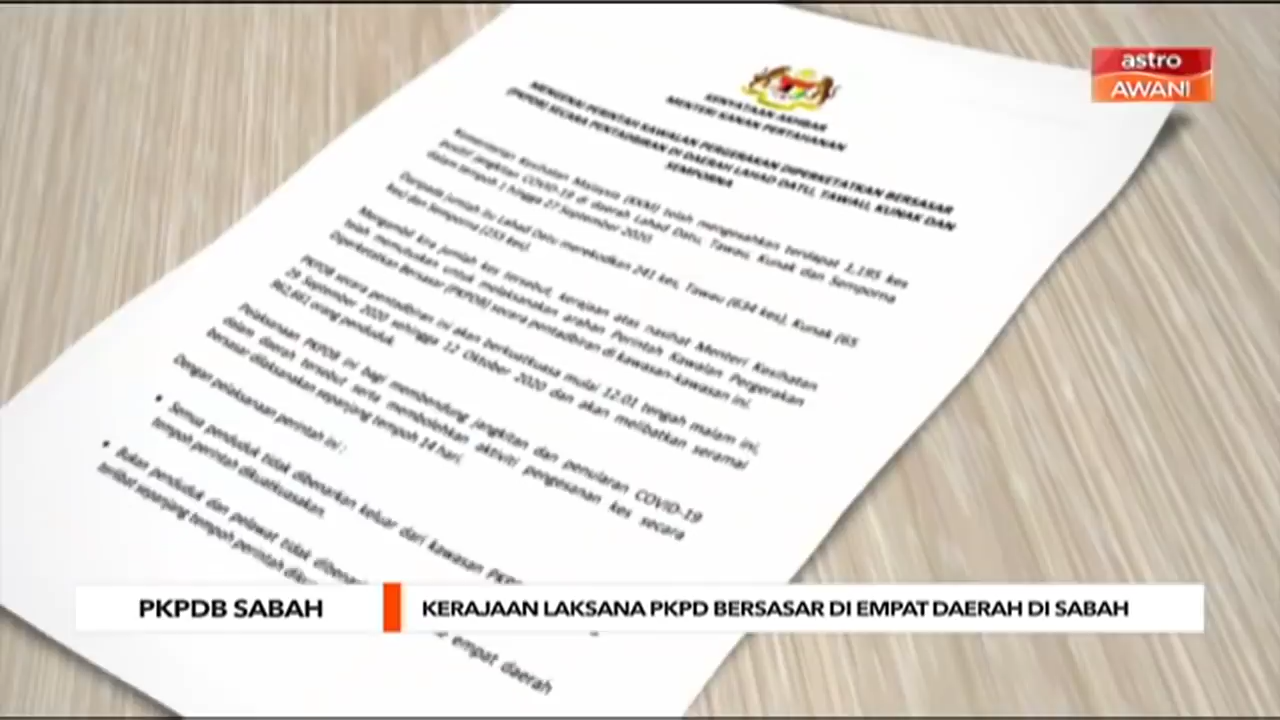 astro
AWANI
KENYATAAN AKHBAR
MENTERI KANAN PERTAHANAN
MENGENAI PERINTAH KAWALAN PERGERAKAN DIPERKETATKAN BERSASAR
(PKPDB) SECARA PENTADBIRAN DI DAERAH LAHAD DATU, TAWAU, KUNAK DAN
SEMPORNA
Kementerian Kesihatan Malaysia (KKM) telah mengesahkan terdapat 1,195 kes
positif jangkitan COVID-19 di daerah Lahad Datu, Tawau, Kunak dan Semporna
dalam tempoh 1 hingga 27 September 2020.
Daripada jumlah itu Lahad Datu merekodkan 241 kes, Tawau (634 kes), Kunak (65
kes) dan Semporna (255 kes).
Mengambil kira jumlah kes tersebut, kerajaan atas nasihat Menteri Kesihatan
telah memutuskan untuk melaksanakan arahan Perintah Kawalan Pergerakan
Diperketatkan Bersasar (PKPDB) secara pentadbiran di kawasan-kawasan ini.
PKPDB secara pentadbiran ini akan berkuatkuasa mulai 12.01 tengah malam ini,
29 September 2020 sehingga 12 Oktober 2020 dan akan melibatkan seramai
962,661 orang penduduk.
Pelaksanaan PKPDB ini bagi membendung jangkitan dan penularan COVID-19
dalam daerah tersebut serta membolehkan aktiviti pengesanan kes secara
bersasar dilaksanakan sepanjang tempoh 14 hari.
Dengan pelaksanaan perintah ini :
• Semua penduduk tidak dibenarkan keluar dari kawasan
tempoh perintah dikuatkuasakan.
• Bukan penduduk dan pelawat tidak
terlibat sepanjang tempoh perintah
empat daerah
PKPDB SABAH
KERAJAAN LAKSANA PKPD BERSASAR DI EMPAT DAERAH DI SABAH